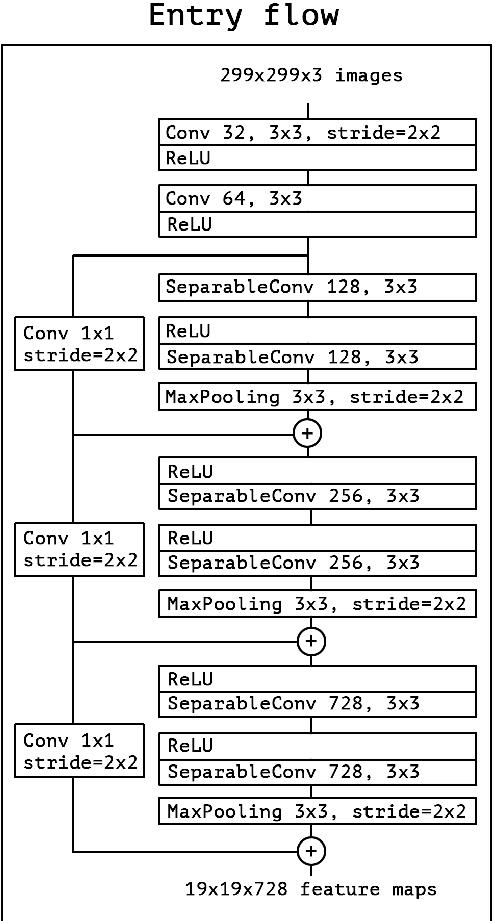 Entry flow
299x299x3 images
Conv 32, 3x3, stride=2x2
ReLU
Conv 64, 3x3
ReLU
SeparableConv 128, 3x3
Conv 1x1
stride=2x2
ReLU
SeparableConv 128, 3x3
MaxPooling 3x3, stride=2x2
+
ReLU
SeparableConv 256, 3x3
Conv 1x1
stride=2x2
ReLU
SeparableConv 256, 3x3
MaxPooling 3x3, stride=2x2
+
ReLU
SeparableConv 728, 3x3
Conv 1x1
stride=2x2
ReLU
SeparableConv 728, 3x3
MaxPooling 3x3, stride=2x2
+
19x19x728 feature maps